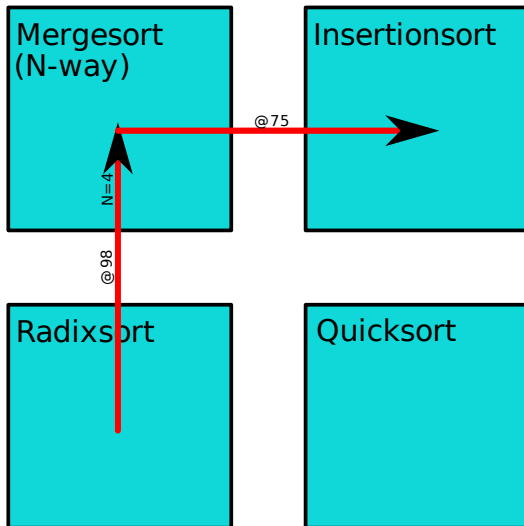 Mergesort
(N-way)
Insertionsort
@75
N=4
@98
Radixsort
Quicksort